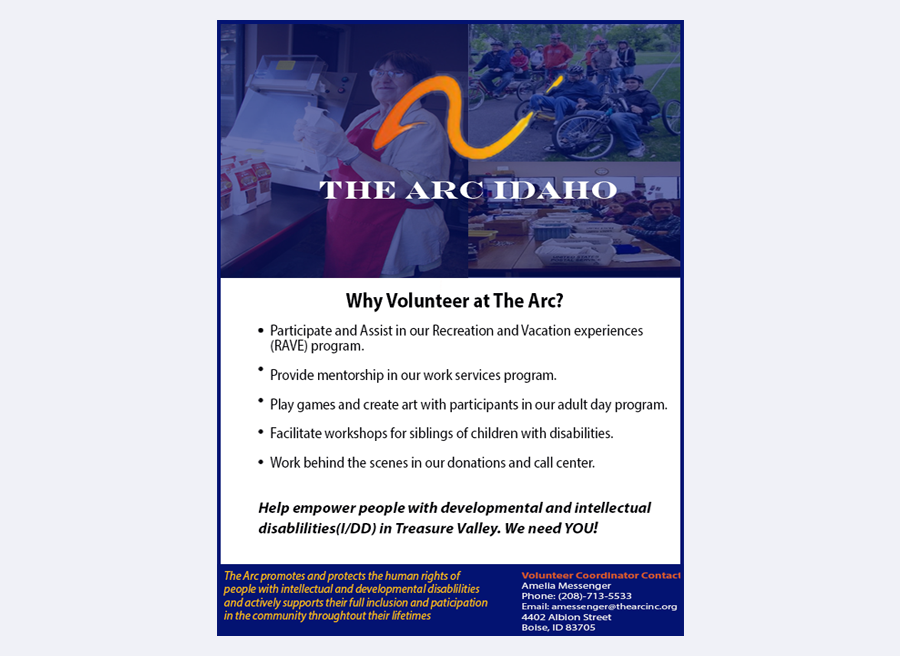 THE ARC IDAHO
Why Volunteer at The Arc?
• Participate and Assist in our Recreation and Vacation experiences
(RAVE) program.
• Provide mentorship in our work services program.
• Play games and create art with participants in our adult day program.
• Facilitate workshops for siblings of children with disabilities.
• Work behind the scenes in our donations and call center.
Help empower people with developmental and intellectual
disablilities(I/DD) in Treasure Valley. We need YOU!
The Arc promotes and protects the human rights of
people with intellectual and developmental disablilities
and actively supports their full inclusion and paticipation
in the community throughtout their lifetimes
Volunteer Coordinator Contact
Amelia Messenger
Phone: (208)-713-5533
Email: amessenger@thearcinc.org
4402 Albion Street
Boise, ID 83705